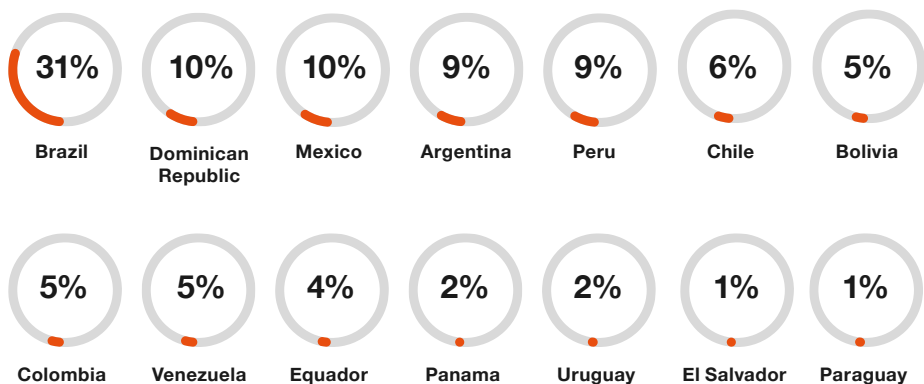 31%
10%
10%
9%
9%
6%
5%
Brazil
Dominican
Republic
Mexico
Argentina
Peru
Chile
Bolivia
5%
5%
4%
2%
2%
1%
1%
Colombia
Venezuela
Equador
Panama
Uruguay
El Salvador
Paraguay